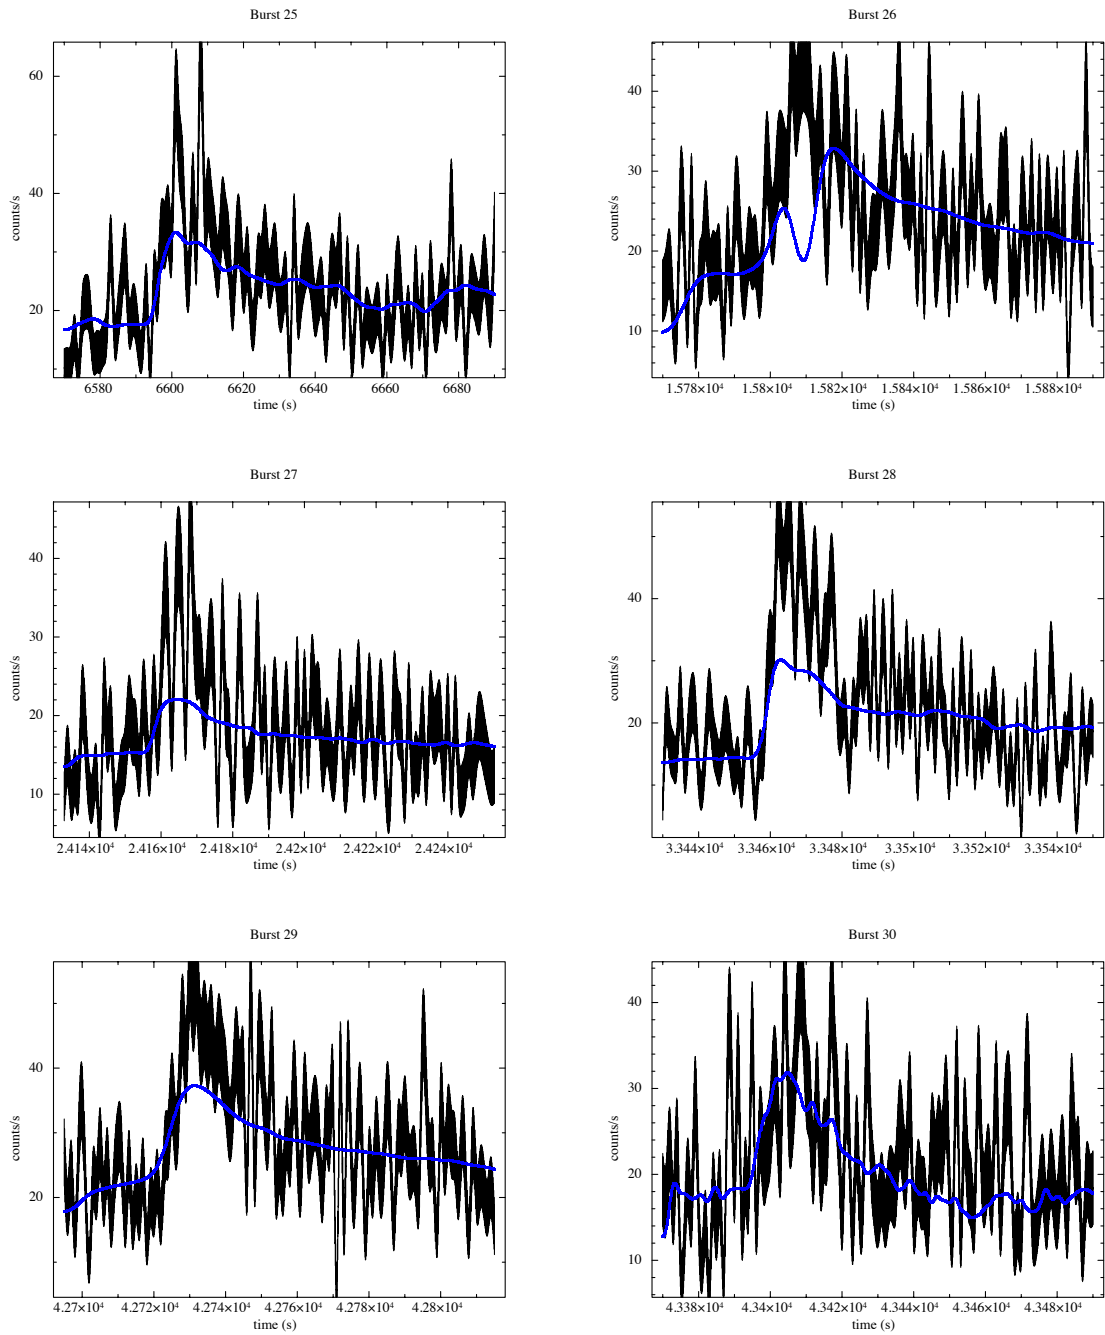 Burst 25
counts/s
60
40
20
6580 6600 6620 6640 6660 6680
time (s)
Burst 26
counts/s
40
30
20
10
1.578×10⁴ 1.58×10⁴ 1.582×10⁴ 1.584×10⁴ 1.586×10⁴ 1.588×10⁴
time (s)
Burst 27
counts/s
40
30
20
10
2.414×10⁴ 2.416×10⁴ 2.418×10⁴ 2.42×10⁴ 2.422×10⁴ 2.424×10⁴
time (s)
Burst 28
counts/s
40
20
3.344×10⁴ 3.346×10⁴ 3.348×10⁴ 3.35×10⁴ 3.352×10⁴ 3.354×10⁴
time (s)
Burst 29
counts/s
40
20
4.27×10⁴ 4.272×10⁴ 4.274×10⁴ 4.276×10⁴ 4.278×10⁴ 4.28×10⁴
time (s)
Burst 30
counts/s
40
30
20
10
4.338×10⁴ 4.34×10⁴ 4.342×10⁴ 4.344×10⁴ 4.346×10⁴ 4.348×10⁴
time (s)